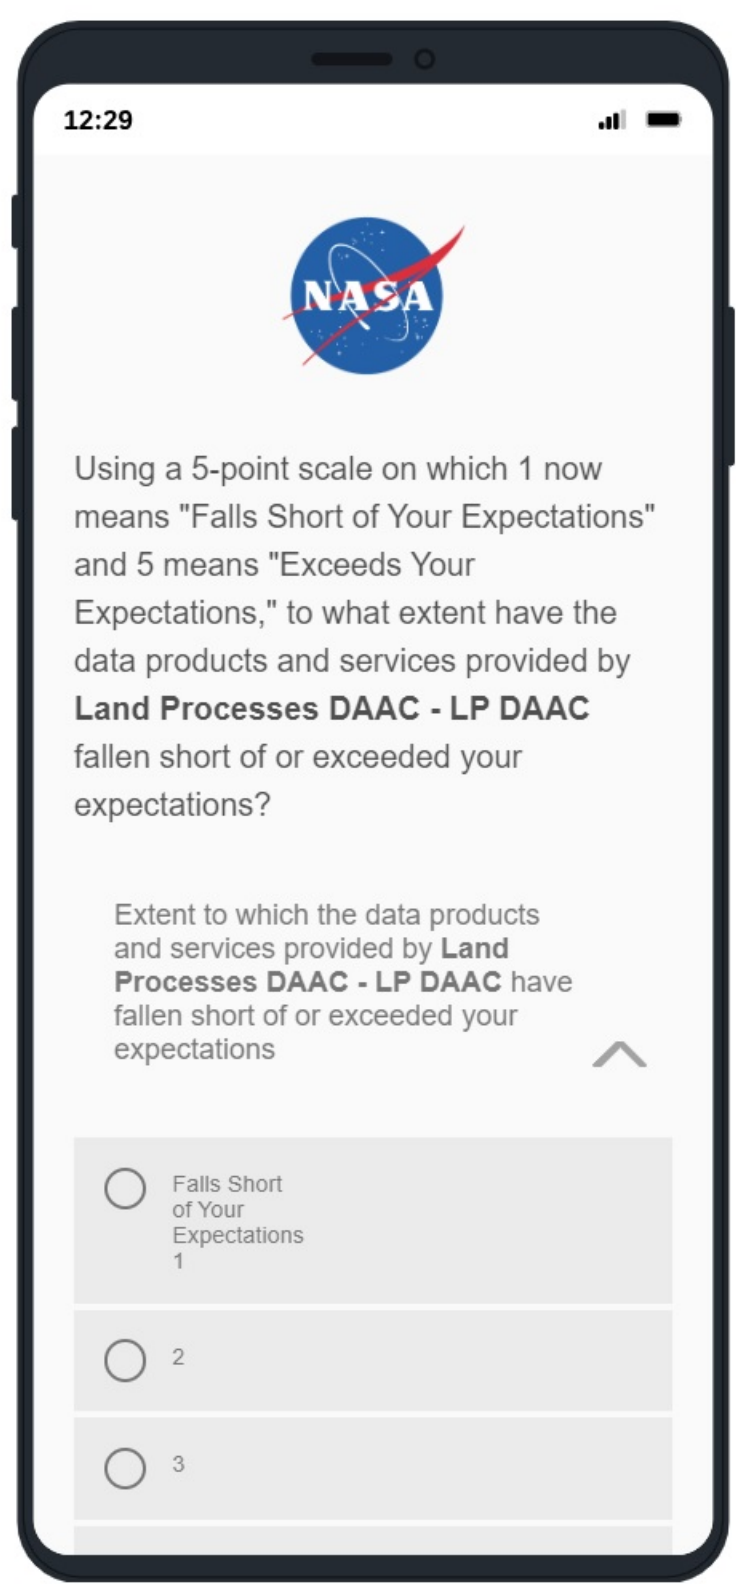 12:29
NASA
Using a 5-point scale on which 1 now
means "Falls Short of Your Expectations"
and 5 means "Exceeds Your
Expectations," to what extent have the
data products and services provided by
Land Processes DAAC - LP DAAC
fallen short of or exceeded your
expectations?
Extent to which the data products
and services provided by Land
Processes DAAC - LP DAAC have
fallen short of or exceeded your
expectations
Falls Short
of Your
Expectations
1
2
3